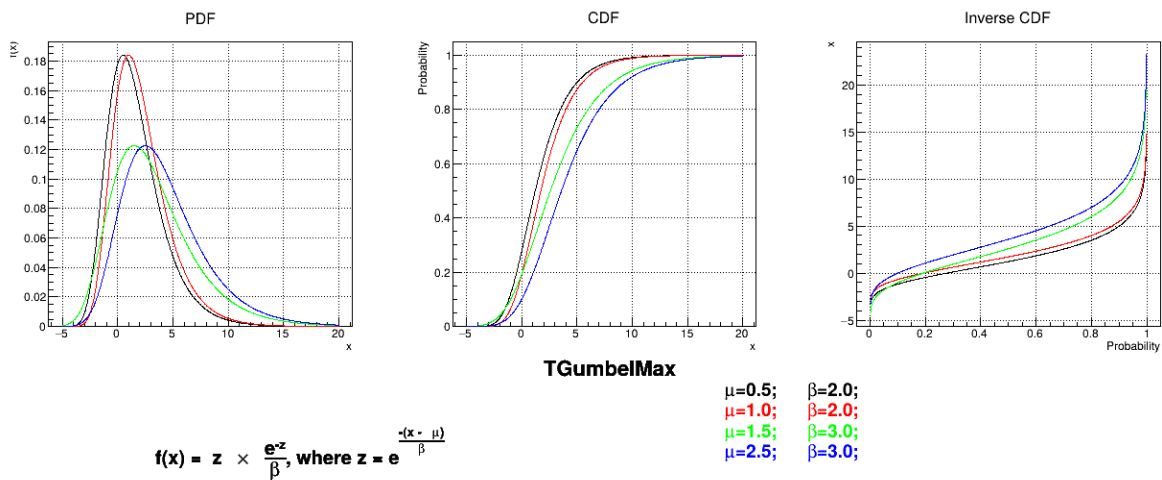 PDF
f(x)
0.18
0.16
0.14
0.12
0.1
0.08
0.06
0.04
0.02
0
−5 0 5 10 15 20
x
CDF
Probability
1
0.8
0.6
0.4
0.2
0
−5 0 5 10 15 20
x
Inverse CDF
x
20
15
10
5
0
−5
0 0.2 0.4 0.6 0.8 1
Probability
TGumbelMax
μ=0.5; β=2.0;
μ=1.0; β=2.0;
μ=1.5; β=3.0;
μ=2.5; β=3.0;
f(x) = z × e^-z/β, where z = e^-(x - μ)/β